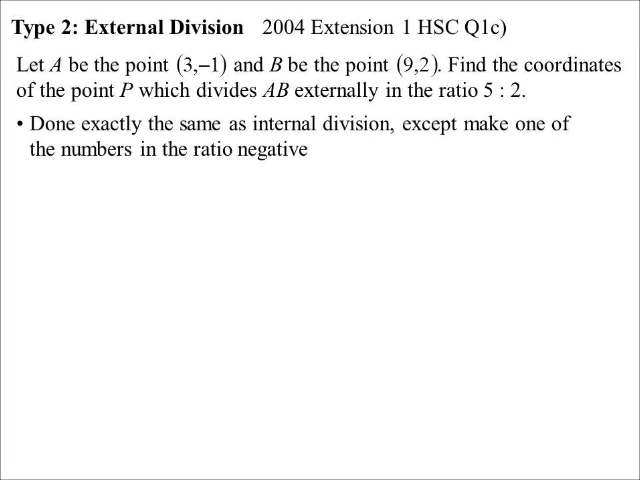 Type 2: External Division 2004 Extension 1 HSC Q1c)
Let A be the point (3,–1) and B be the point (9,2). Find the coordinates
of the point P which divides AB externally in the ratio 5 : 2.
• Done exactly the same as internal division, except make one of
the numbers in the ratio negative